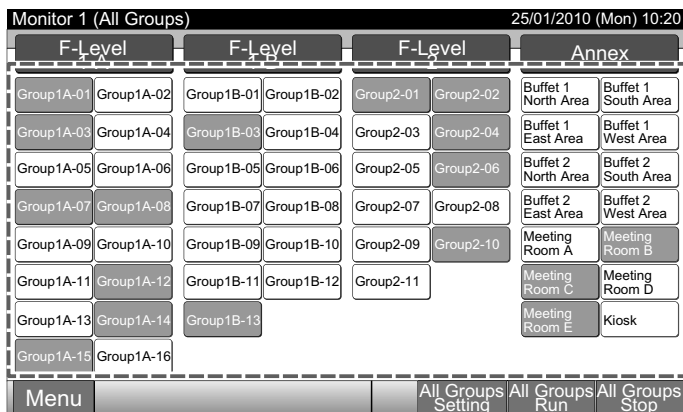 Monitor 1 (All Groups) 25/01/2010 (Mon) 10:20
F-Level 1 A F-Level 1 B F-Level 2 Annex
Group1A-01 Group1A-02 Group1B-01 Group1B-02 Group2-01 Group2-02 Buffet 1 North Area Buffet 1 South Area
Group1A-03 Group1A-04 Group1B-03 Group1B-04 Group2-03 Group2-04 Buffet 1 East Area Buffet 1 West Area
Group1A-05 Group1A-06 Group1B-05 Group1B-06 Group2-05 Group2-06 Buffet 2 North Area Buffet 2 South Area
Group1A-07 Group1A-08 Group1B-07 Group1B-08 Group2-07 Group2-08 Buffet 2 East Area Buffet 2 West Area
Group1A-09 Group1A-10 Group1B-09 Group1B-10 Group2-09 Group2-10 Meeting Room A Meeting Room B
Group1A-11 Group1A-12 Group1B-11 Group1B-12 Group2-11 Meeting Room C Meeting Room D
Group1A-13 Group1A-14 Group1B-13 Meeting Room E Kiosk
Group1A-15 Group1A-16
Menu All Groups Setting All Groups Run All Groups Stop